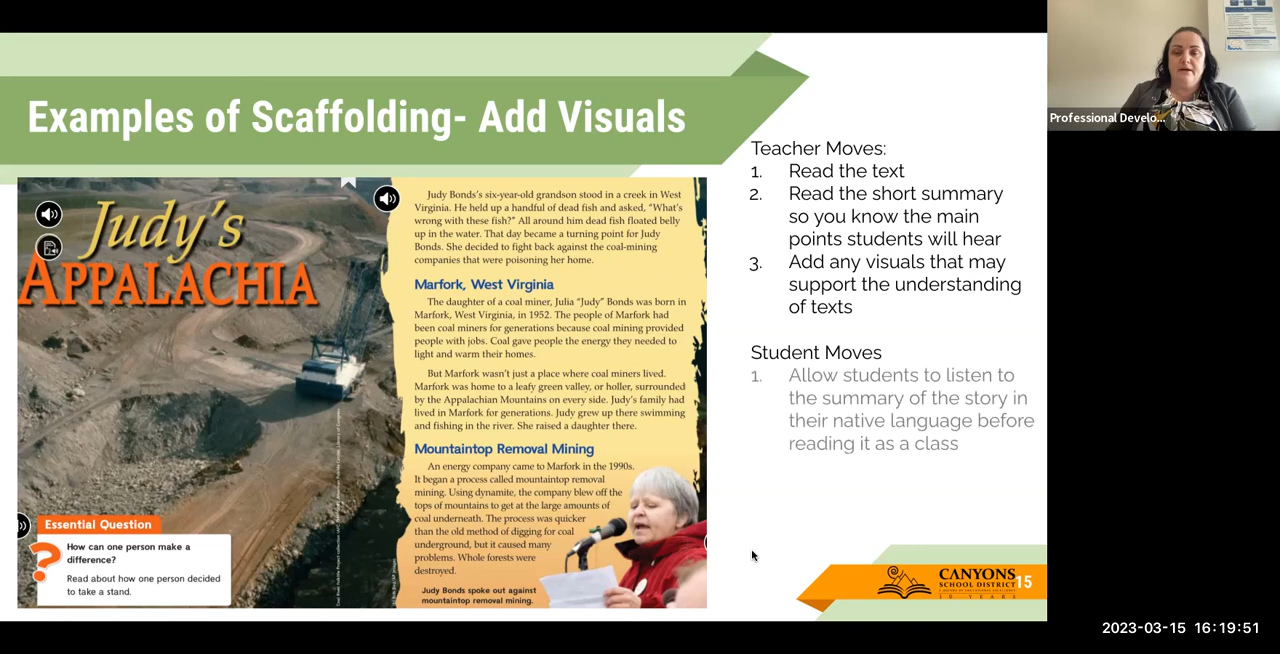 Examples of Scaffolding- Add Visuals
Judy's
APPALACHIA
Essential Question
?
How can one person make a
difference?
Read about how one person decided
to take a stand.
Judy Bonds's six-year-old grandson stood in a creek in West
Virginia. He held up a handful of dead fish and asked, "What's
wrong with these fish?" All around him dead fish floated belly
up in the water. That day became a turning point for Judy
Bonds. She decided to fight back against the coal-mining
companies that were poisoning her home.
Marfork, West Virginia
The daughter of a coal miner, Julia "Judy" Bonds was born in
Marfork, West Virginia, in 1952. The people of Marfork had
been coal miners for generations because coal mining provided
people with jobs. Coal gave people the energy they needed to
light and warm their homes.
But Marfork wasn't just a place where coal miners lived.
Marfork was home to a leafy green valley, or holler, surrounded
by the Appalachian Mountains on every side. Judy's family had
lived in Marfork for generations. Judy grew up there swimming
and fishing in the river. She raised a daughter there.
Mountaintop Removal Mining
An energy company came to Marfork in the 1990s.
It began a process called mountaintop removal
mining. Using dynamite, the company blew off the
tops of mountains to get at the large amounts of
coal underneath. The process was quicker
than the old method of digging for coal
underground, but it caused many
problems. Whole forests were
destroyed.
Judy Bonds spoke out against
mountaintop removal mining.
Teacher Moves:
1. Read the text
2. Read the short summary
so you know the main
points students will hear
3. Add any visuals that may
support the understanding
of texts
Student Moves
1. Allow students to listen to
the summary of the story in
their native language before
reading it as a class
CANYONS
SCHOOL DISTRICT
15
Professional Develo...
2023-03-15 16:19:51